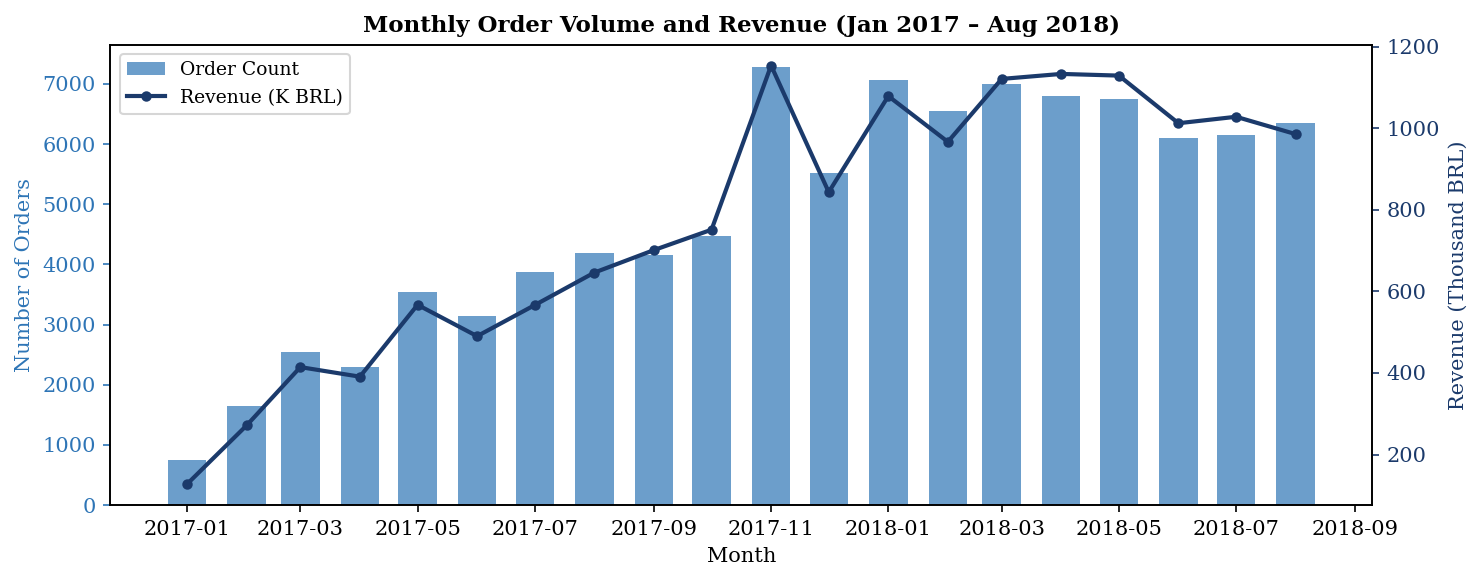 Monthly Order Volume and Revenue (Jan 2017 – Aug 2018)
Order Count
Revenue (K BRL)
Number of Orders
7000
6000
5000
4000
3000
2000
1000
0
1200
1000
800
600
400
200
Revenue (Thousand BRL)
2017-01 2017-03 2017-05 2017-07 2017-09 2017-11 2018-01 2018-03 2018-05 2018-07 2018-09
Month